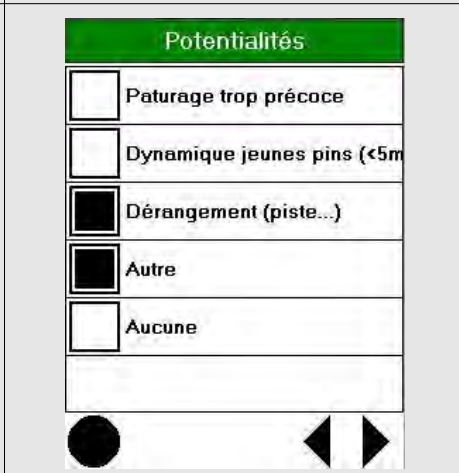 Potentialités
Paturage trop précoce
Dynamique jeunes pins (<5m
Dérangement (piste...)
Autre
Aucune